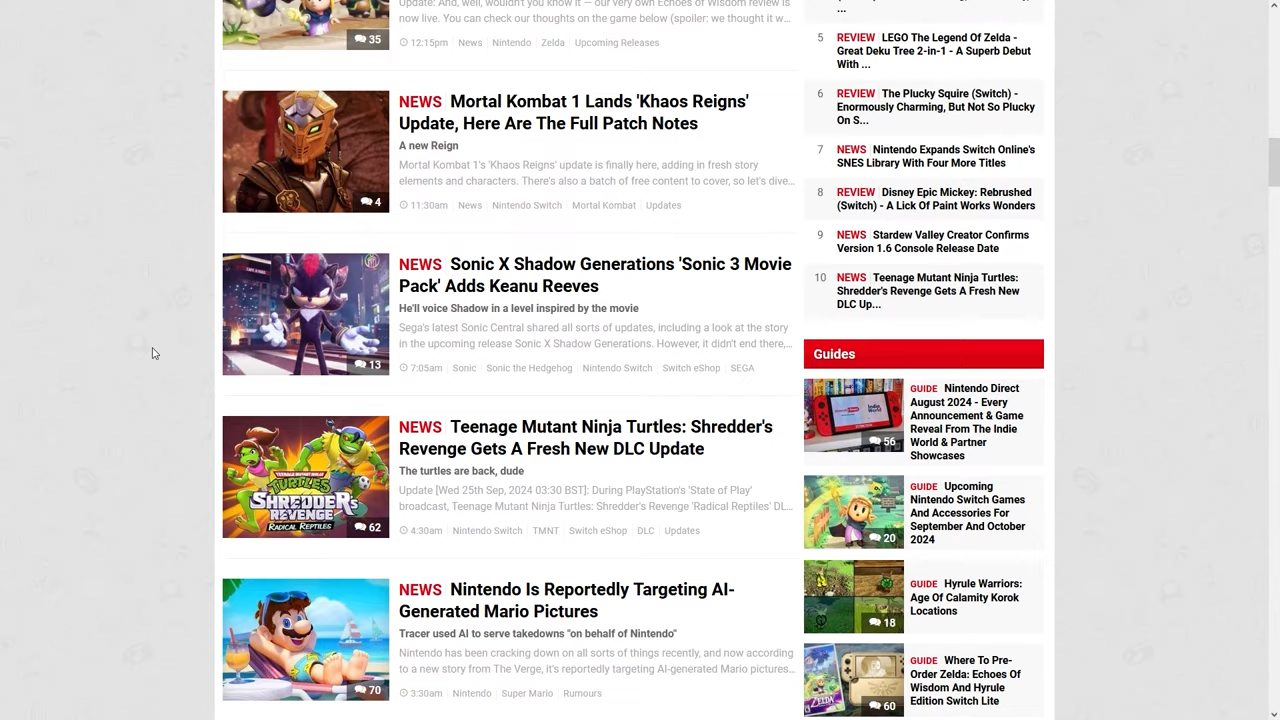 Update: And, well, wouldn't you know it — our very own Echoes of Wisdom review is
now live. You can check our thoughts on the game below (spoiler: we thought it w...
35
12:15pm News Nintendo Zelda Upcoming Releases
NEWS Mortal Kombat 1 Lands 'Khaos Reigns'
Update, Here Are The Full Patch Notes
A new Reign
Mortal Kombat 1's 'Khaos Reigns' update is finally here, adding in fresh story
elements and characters. There's also a batch of free content to cover, so let's dive...
4
11:30am News Nintendo Switch Mortal Kombat Updates
NEWS Sonic X Shadow Generations 'Sonic 3 Movie
Pack' Adds Keanu Reeves
He'll voice Shadow in a level inspired by the movie
Sega's latest Sonic Central shared all sorts of updates, including a look at the story
in the upcoming release Sonic X Shadow Generations. However, it didn't end there,...
13
7:05am Sonic Sonic the Hedgehog Nintendo Switch Switch eShop SEGA
NEWS Teenage Mutant Ninja Turtles: Shredder's
Revenge Gets A Fresh New DLC Update
The turtles are back, dude
Update [Wed 25th Sep, 2024 03:30 BST]: During PlayStation's 'State of Play'
broadcast, Teenage Mutant Ninja Turtles: Shredder's Revenge 'Radical Reptiles' DL...
TEENAGE MUTANT NINJA
TURTLES
SHREDDER'S
REVENGE
RADICAL REPTILES
62
4:30am Nintendo Switch TMNT Switch eShop DLC Updates
NEWS Nintendo Is Reportedly Targeting AI-
Generated Mario Pictures
Tracer used AI to serve takedowns "on behalf of Nintendo"
Nintendo has been cracking down on all sorts of things recently, and now according
to a new story from The Verge, it's reportedly targeting AI-generated Mario pictures...
70
3:30am Nintendo Super Mario Rumours
...
5 REVIEW LEGO The Legend Of Zelda -
Great Deku Tree 2-in-1 - A Superb Debut
With ...
6 REVIEW The Plucky Squire (Switch) -
Enormously Charming, But Not So Plucky
On S...
7 NEWS Nintendo Expands Switch Online's
SNES Library With Four More Titles
8 REVIEW Disney Epic Mickey: Rebrushed
(Switch) - A Lick Of Paint Works Wonders
9 NEWS Stardew Valley Creator Confirms
Version 1.6 Console Release Date
10 NEWS Teenage Mutant Ninja Turtles:
Shredder's Revenge Gets A Fresh New
DLC Up...
Guides
GUIDE Nintendo Direct
August 2024 - Every
Announcement & Game
Reveal From The Indie
World & Partner
Showcases
56
GUIDE Upcoming
Nintendo Switch Games
And Accessories For
September And October
2024
20
GUIDE Hyrule Warriors:
Age Of Calamity Korok
Locations
18
GUIDE Where To Pre-
Order Zelda: Echoes Of
Wisdom And Hyrule
Edition Switch Lite
ZELDA
60